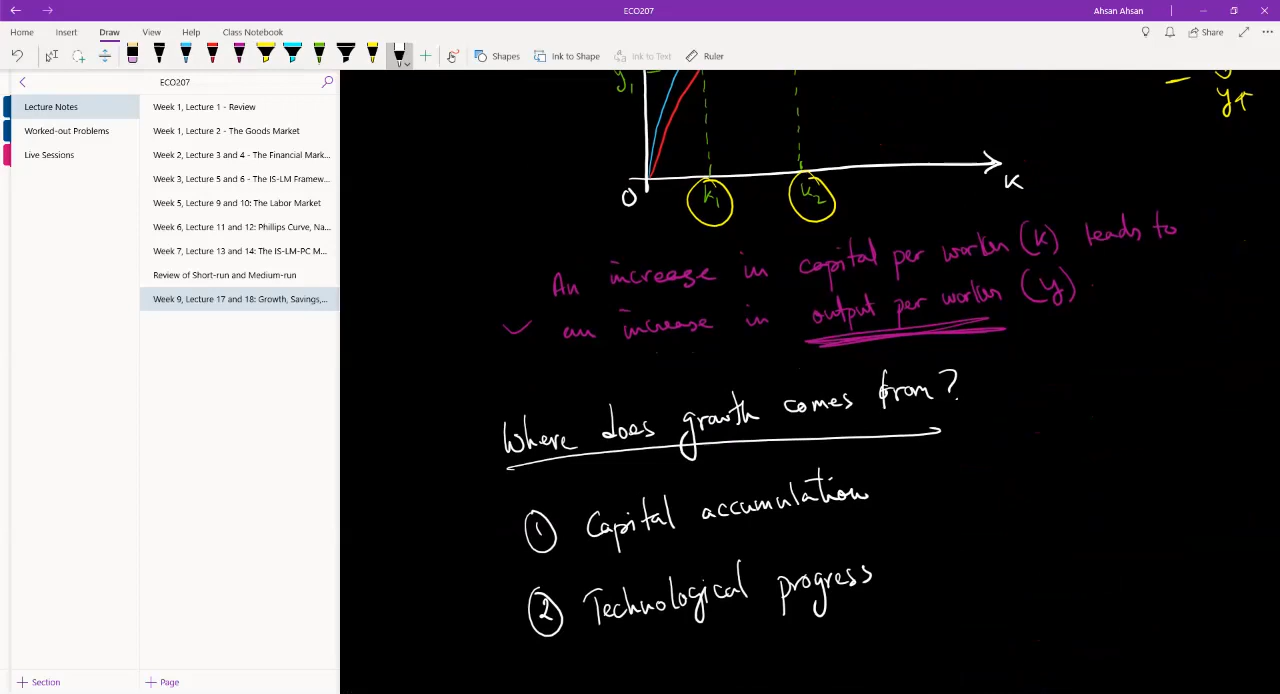 ECO207
Ahsan Ahsan
Home Insert Draw View Help Class Notebook
Share
Shapes Ink to Shape Ink to Text Ruler
ECO207
Lecture Notes
Worked-out Problems
Live Sessions
Week 1, Lecture 1 - Review
Week 1, Lecture 2 - The Goods Market
Week 2, Lecture 3 and 4 - The Financial Mark...
Week 3, Lecture 5 and 6 - The IS-LM Framew...
Week 5, Lecture 9 and 10: The Labor Market
Week 6, Lecture 11 and 12: Phillips Curve, Na...
Week 7, Lecture 13 and 14: The IS-LM-PC M...
Review of Short-run and Medium-run
Week 9, Lecture 17 and 18: Growth, Savings,...
Section
Page
y₁
y↑
0 k₁ k₂ K
An increase in capital per worker (K) leads to
an increase in output per worker (y)
Where does growth comes from?
① Capital accumulation
② Technological progress